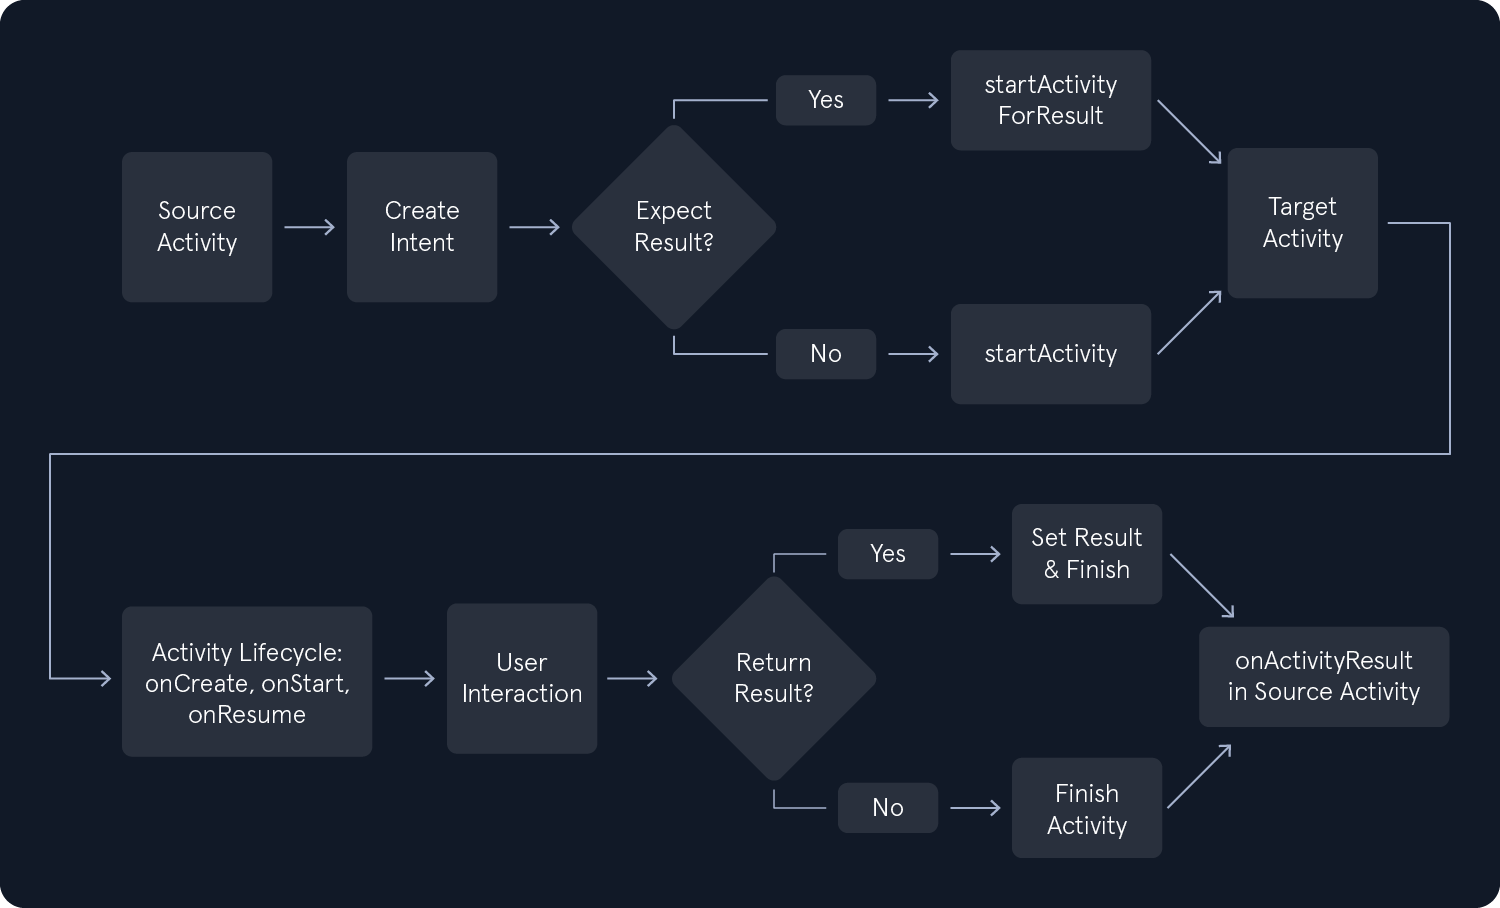 Source
Activity
Create
Intent
Expect
Result?
Yes
startActivity
ForResult
No
startActivity
Target
Activity
Activity Lifecycle:
onCreate, onStart,
onResume
User
Interaction
Return
Result?
Yes
Set Result
& Finish
No
Finish
Activity
onActivityResult
in Source Activity